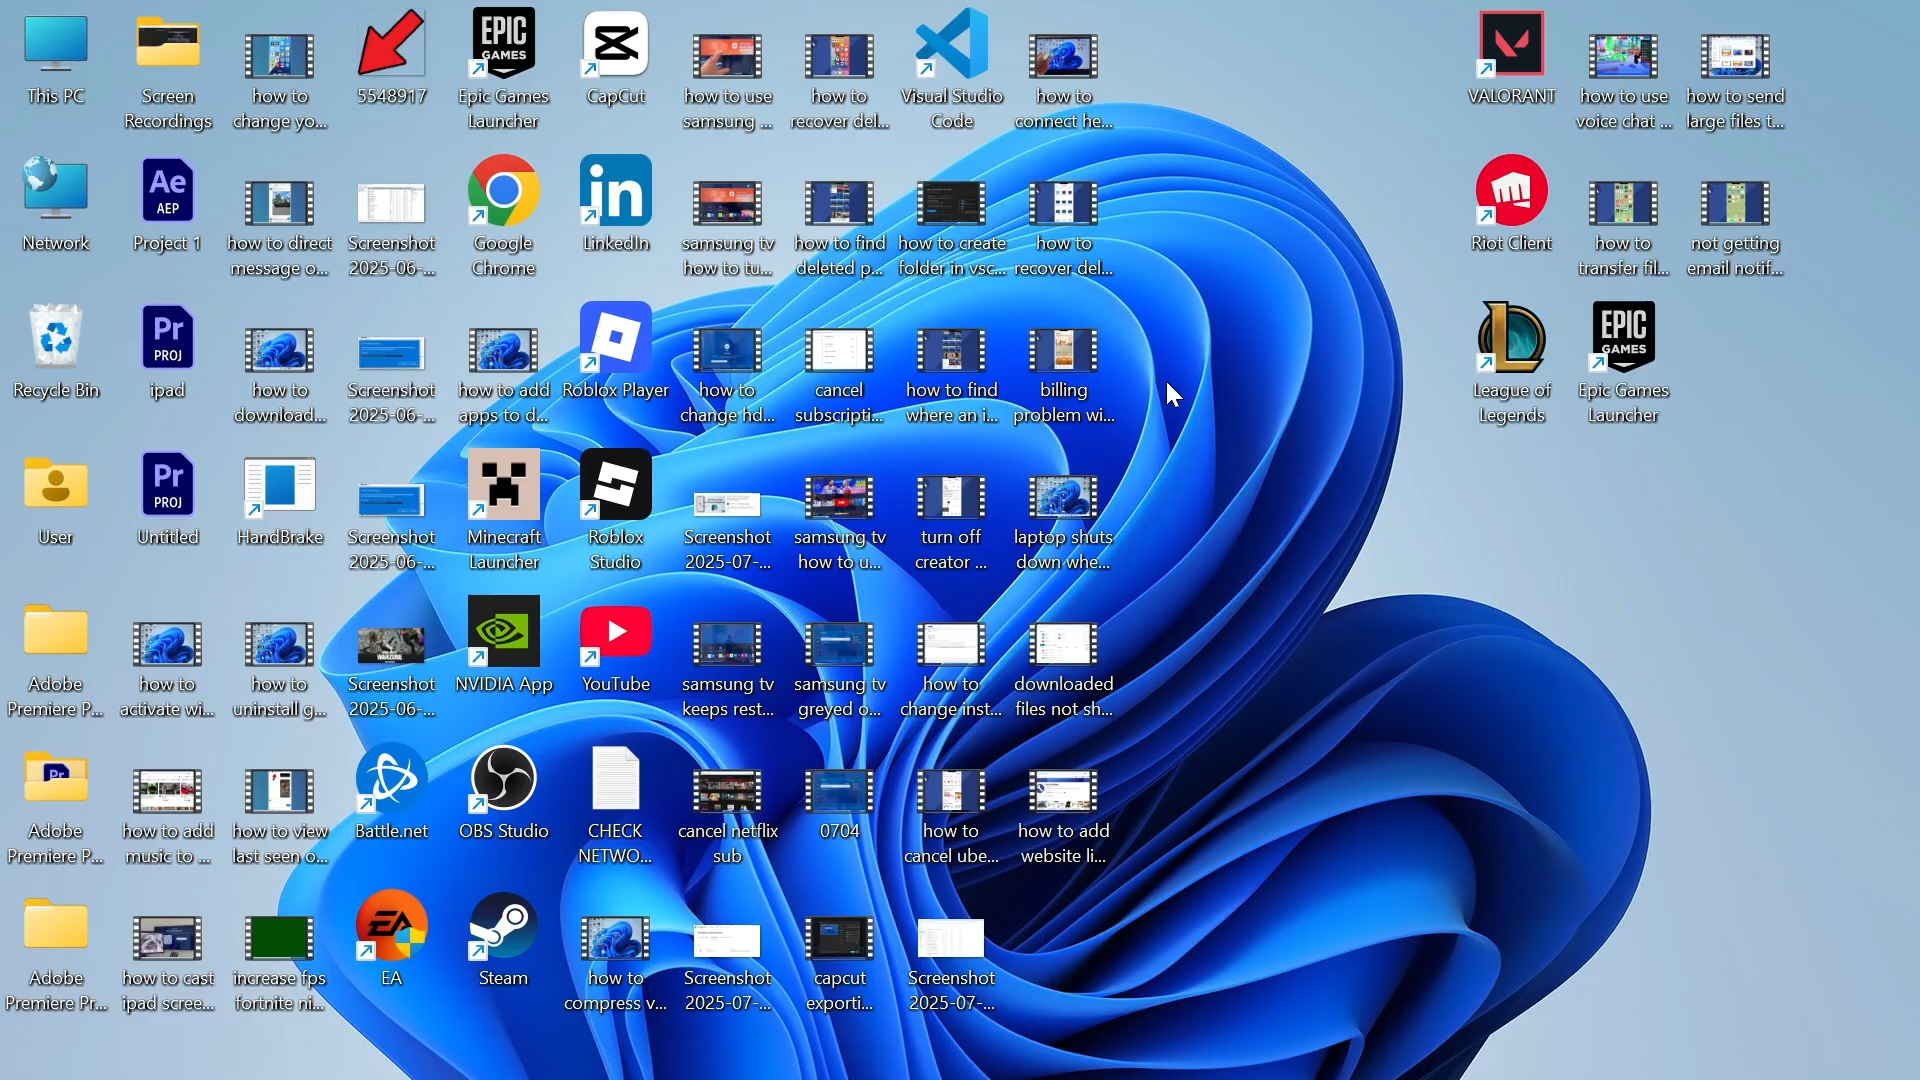 This PC
Screen
Recordings
how to
change yo...
5548917
EPIC
GAMES
Epic Games
Launcher
CapCut
how to use
samsung ...
how to
recover del...
Visual Studio
Code
how to
connect he...
VALORANT
how to use
voice chat ...
how to send
large files t...
Network
Ae
AEP
Project 1
how to direct
message o...
Screenshot
2025-06-...
Google
Chrome
in
LinkedIn
samsung tv
how to tu...
how to find
deleted p...
how to create
folder in vsc...
how to
recover del...
Riot Client
how to
transfer fil...
not getting
email notif...
Recycle Bin
Pr
PROJ
ipad
how to
download...
Screenshot
2025-06-...
how to add
apps to d...
Roblox Player
how to
change hd...
cancel
subscripti...
how to find
where an i...
billing
problem wi...
League of
Legends
EPIC
GAMES
Epic Games
Launcher
User
Pr
PROJ
Untitled
HandBrake
Screenshot
2025-06-...
Minecraft
Launcher
Roblox
Studio
Screenshot
2025-07-...
samsung tv
how to u...
turn off
creator ...
laptop shuts
down whe...
Adobe
Premiere P...
how to
activate wi...
how to
uninstall g...
WARZONE
Screenshot
2025-06-...
NVIDIA App
YouTube
samsung tv
keeps rest...
samsung tv
greyed o...
how to
change inst...
downloaded
files not sh...
Pr
Adobe
Premiere P...
how to add
music to ...
how to view
last seen o...
Battle.net
OBS Studio
CHECK
NETWO...
cancel netflix
sub
0704
how to
cancel ube...
how to add
website li...
Adobe
Premiere Pr...
how to cast
ipad scree...
increase fps
fortnite ni...
EA
EA
Steam
how to
compress v...
Screenshot
2025-07-...
capcut
exporti...
Screenshot
2025-07-...